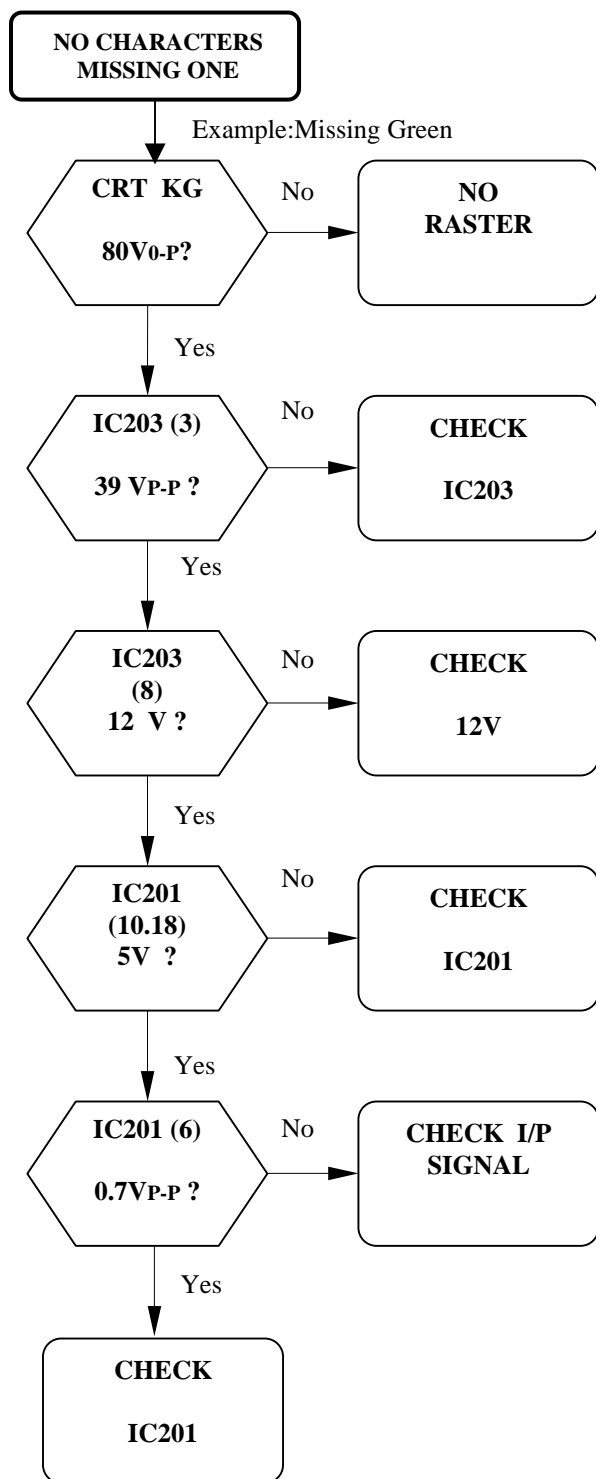 NO CHARACTERS
MISSING ONE
Example:Missing Green
CRT KG
80V0-P?
No
NO
RASTER
Yes
IC203 (3)
39 VP-P ?
No
CHECK
IC203
Yes
IC203
(8)
12 V ?
No
CHECK
12V
Yes
IC201
(10.18)
5V ?
No
CHECK
IC201
Yes
IC201 (6)
0.7VP-P ?
No
CHECK I/P
SIGNAL
Yes
CHECK
IC201